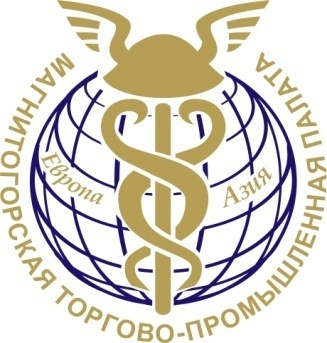 МАГНИТОГОРСКАЯ ТОРГОВО-ПРОМЫШЛЕННАЯ ПАЛАТА
Европа
Азия